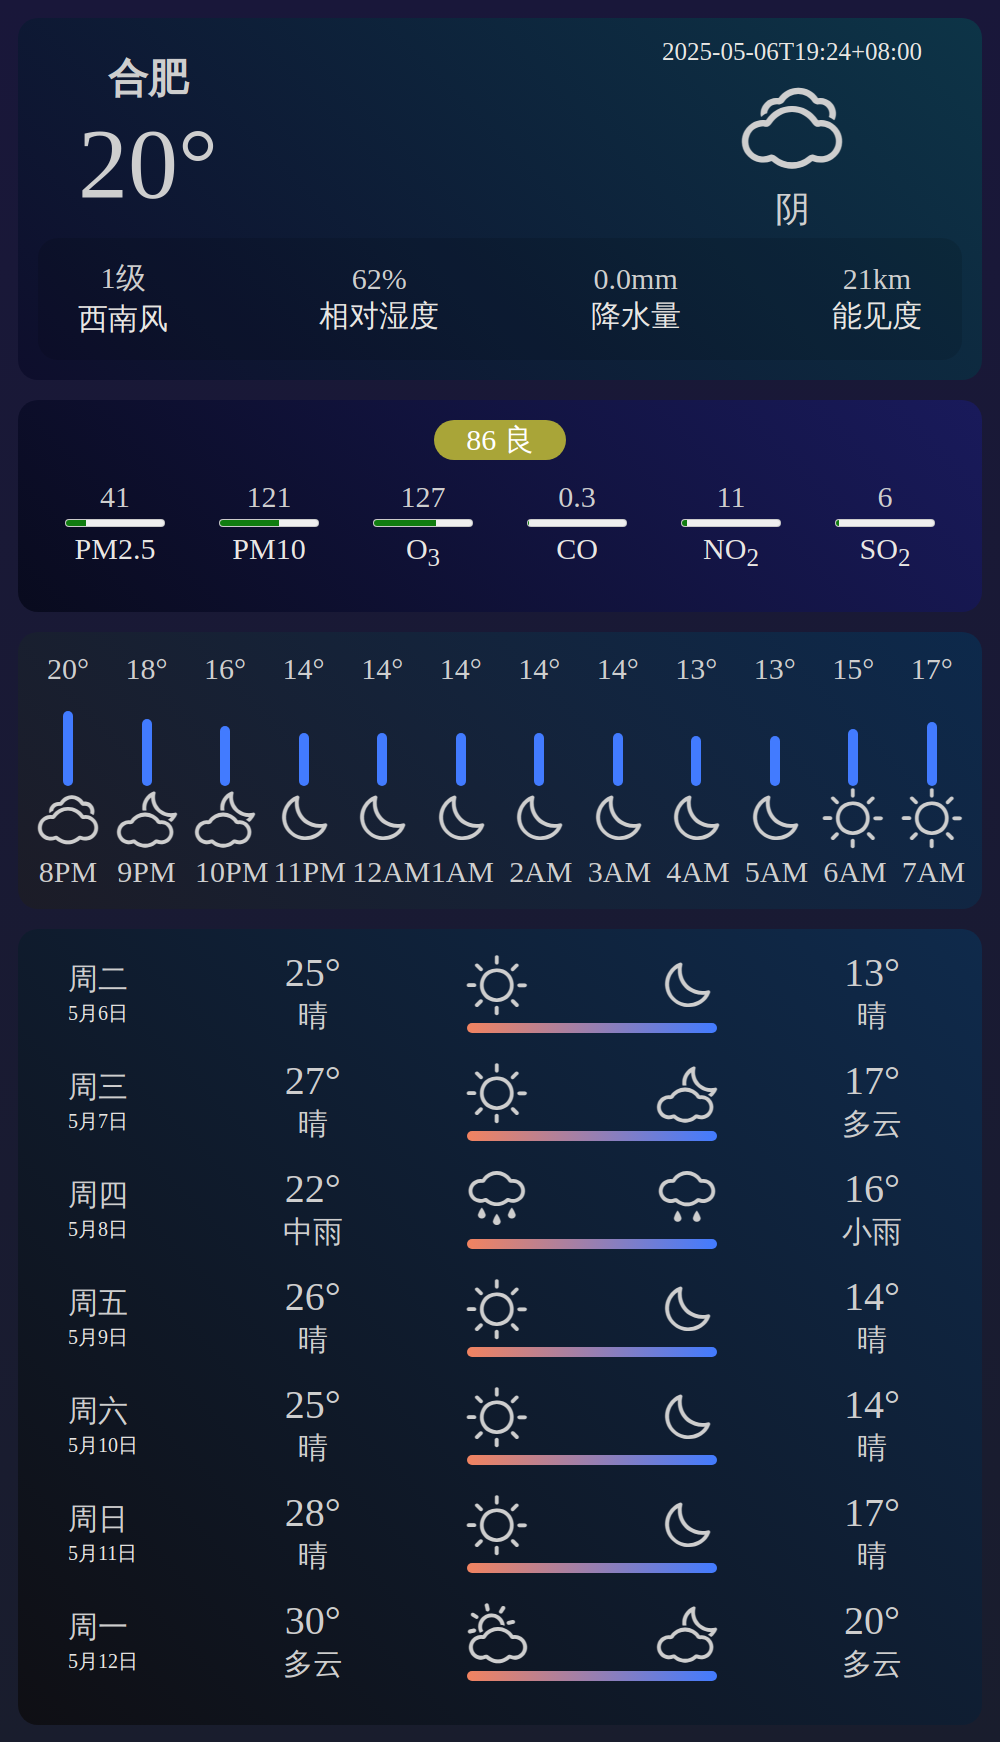 合肥
20°
2025-05-06T19:24+08:00
阴
1级 62% 0.0mm 21km
西南风 相对湿度 降水量 能见度
86 良
41 121 127 0.3 11 6
PM2.5 PM10 O3 CO NO2 SO2
20° 18° 16° 14° 14° 14° 14° 14° 13° 13° 15° 17°
8PM 9PM 10PM 11PM 12AM 1AM 2AM 3AM 4AM 5AM 6AM 7AM
周二 25° 13°
5月6日 晴 晴
周三 27° 17°
5月7日 晴 多云
周四 22° 16°
5月8日 中雨 小雨
周五 26° 14°
5月9日 晴 晴
周六 25° 14°
5月10日 晴 晴
周日 28° 17°
5月11日 晴 晴
周一 30° 20°
5月12日 多云 多云